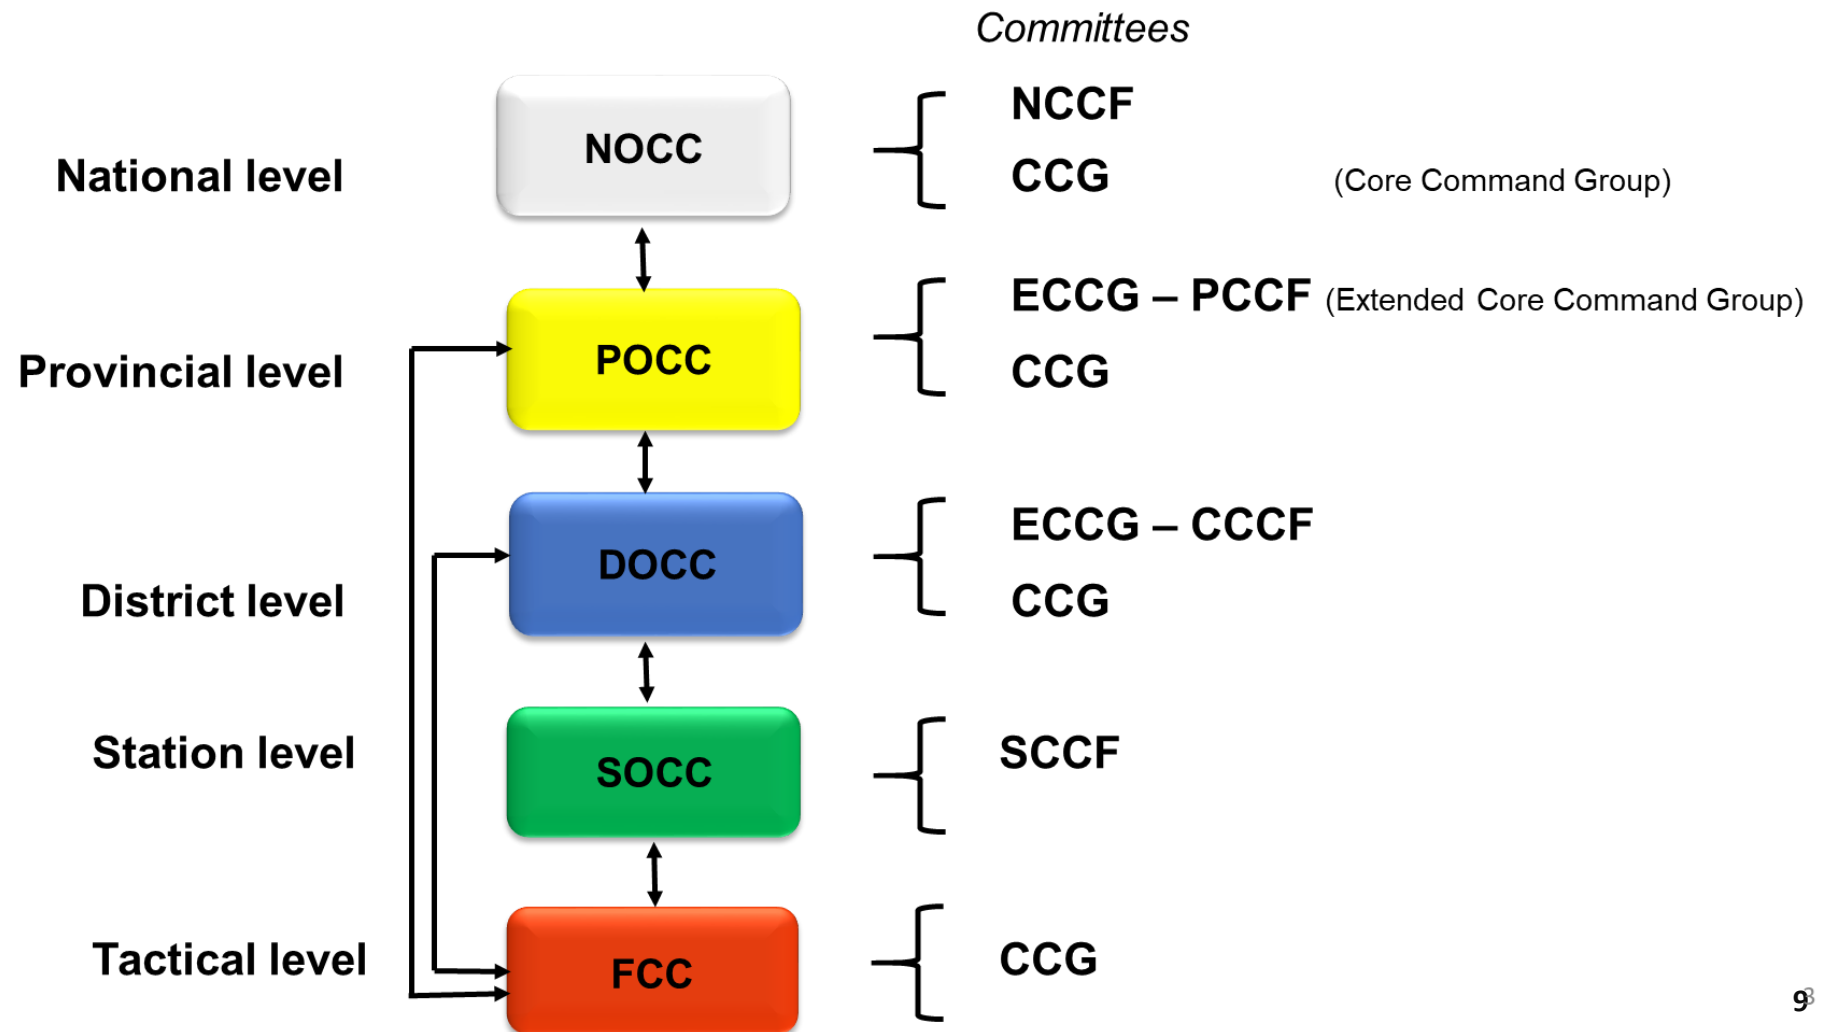 Committees
National level
NOCC
NCCF
CCG (Core Command Group)
Provincial level
POCC
ECCG – PCCF (Extended Core Command Group)
CCG
District level
DOCC
ECCG – CCCF
CCG
Station level
SOCC
SCCF
Tactical level
FCC
CCG
9
3